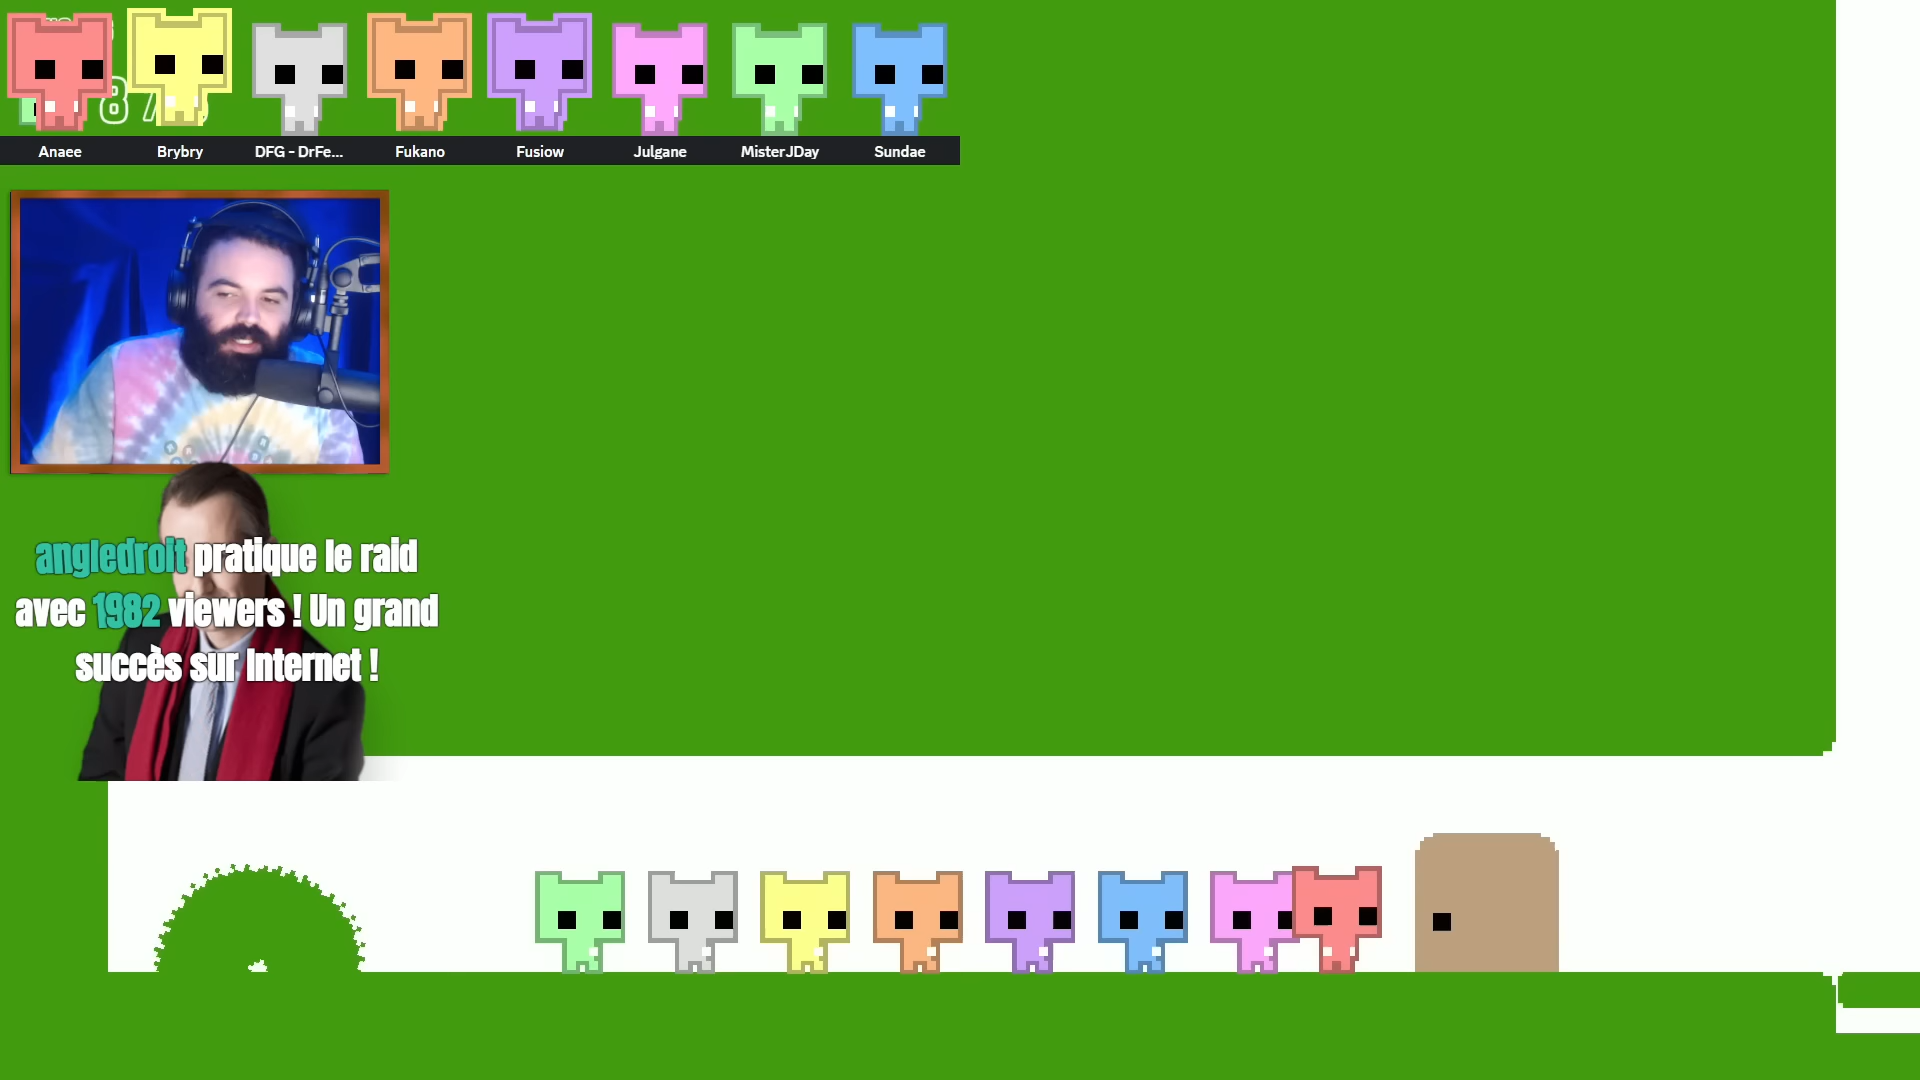 8 /
Anaee Brybry DFG - DrFe... Fukano Fusiow Julgane MisterJDay Sundae
angledroit pratique le raid
avec 1982 viewers ! Un grand
succès sur Internet !